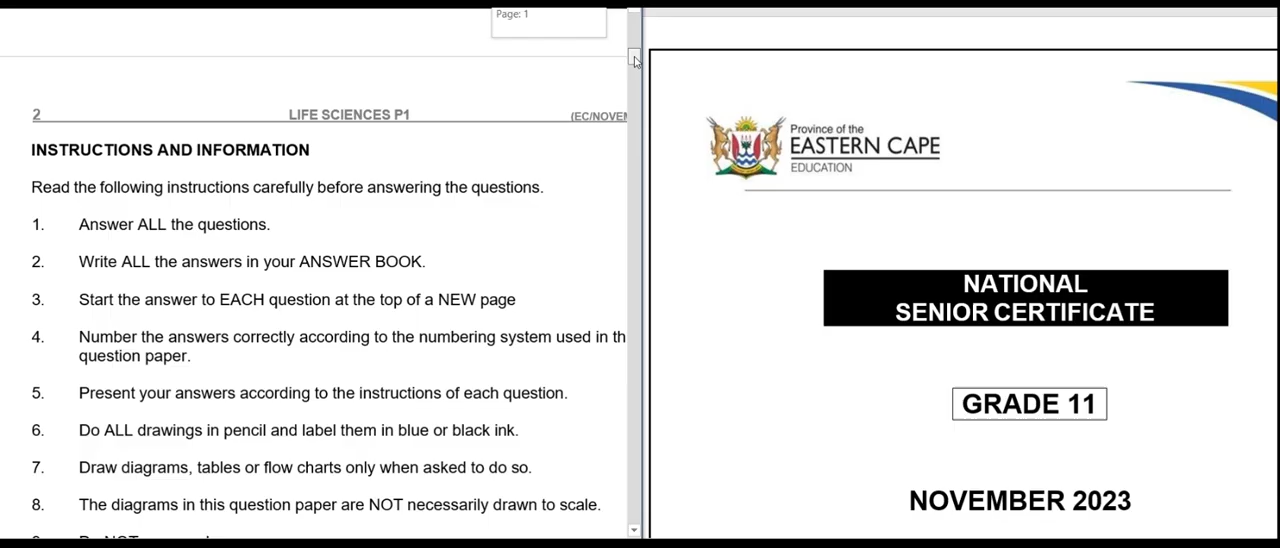 Page: 1
2 LIFE SCIENCES P1 (EC/NOVEM
INSTRUCTIONS AND INFORMATION
Read the following instructions carefully before answering the questions.
1. Answer ALL the questions.
2. Write ALL the answers in your ANSWER BOOK.
3. Start the answer to EACH question at the top of a NEW page
4. Number the answers correctly according to the numbering system used in th
question paper.
5. Present your answers according to the instructions of each question.
6. Do ALL drawings in pencil and label them in blue or black ink.
7. Draw diagrams, tables or flow charts only when asked to do so.
8. The diagrams in this question paper are NOT necessarily drawn to scale.
Province of the
EASTERN CAPE
EDUCATION
NATIONAL
SENIOR CERTIFICATE
GRADE 11
NOVEMBER 2023